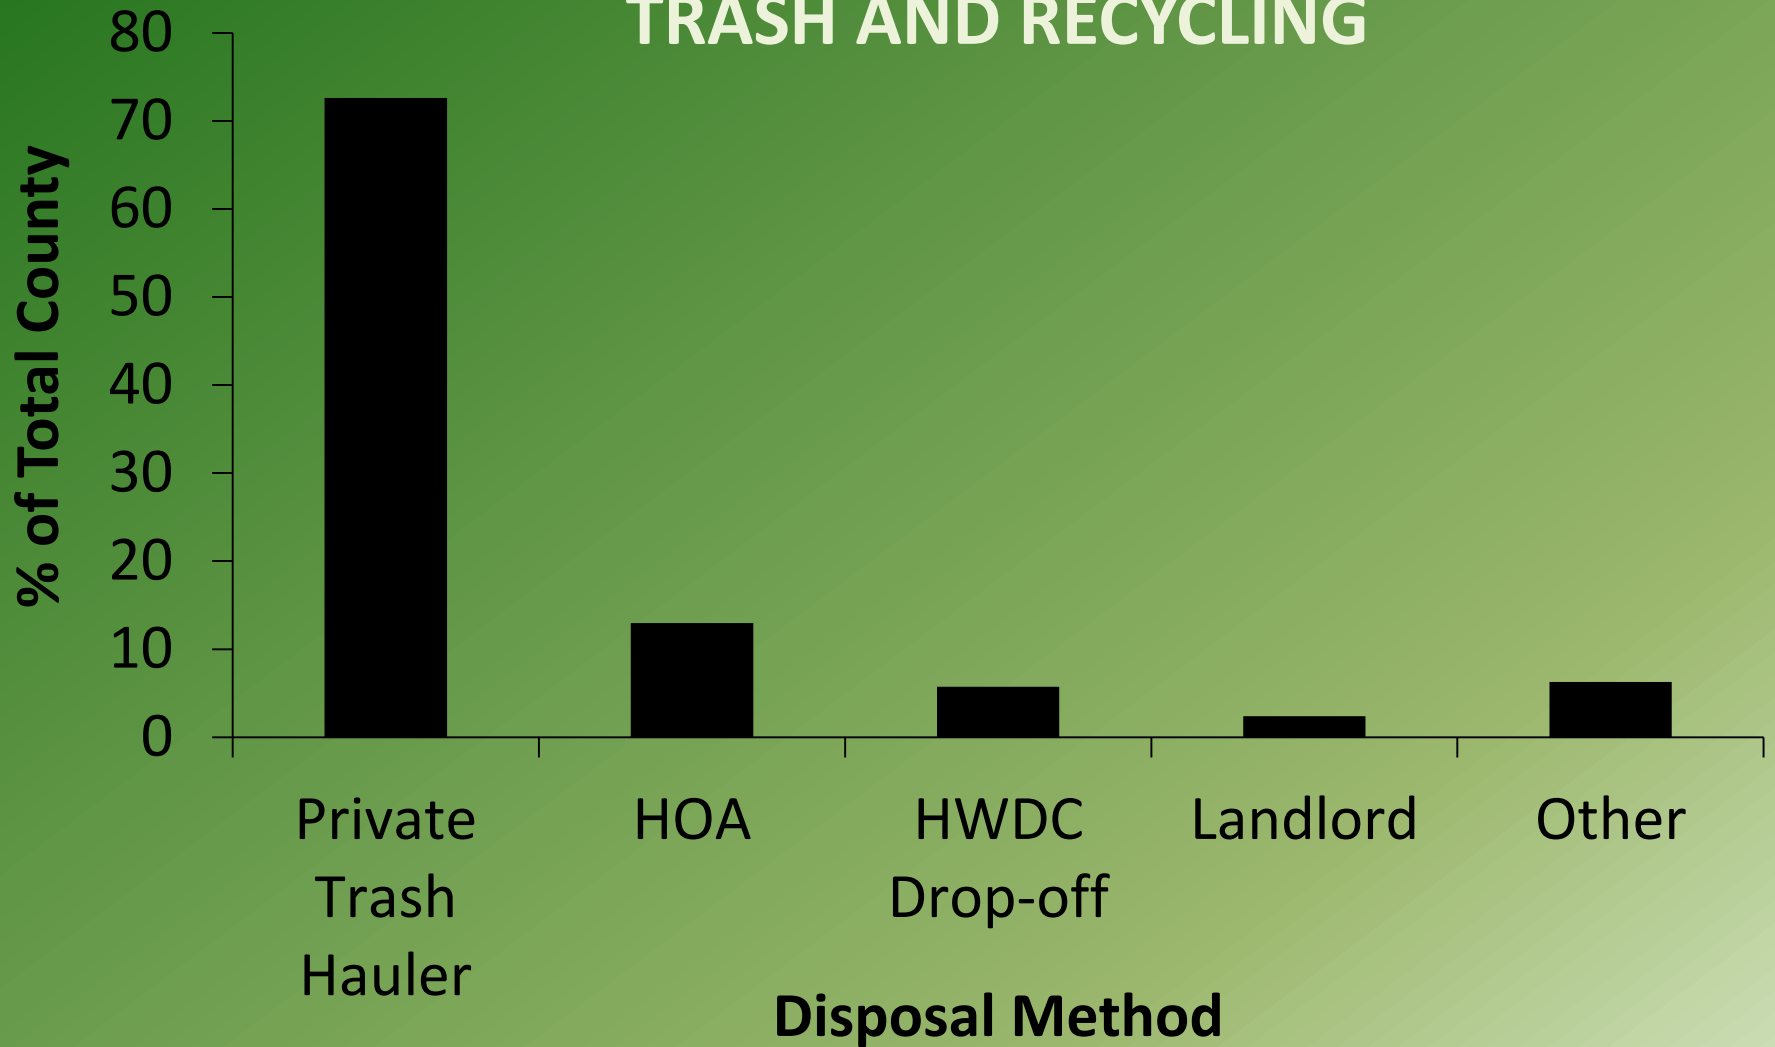 TRASH AND RECYCLING
80
70
60
50
40
30
20
10
0
% of Total County
Private
Trash
Hauler
HOA
HWDC
Drop-off
Landlord
Other
Disposal Method